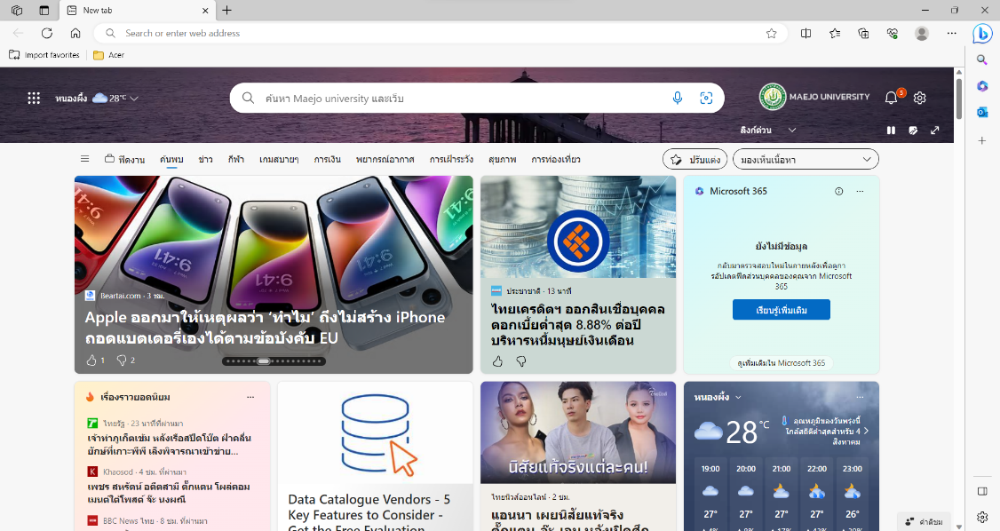 New tab
Search or enter web address
Import favorites
Acer
หนองผึ้ง 28°C
ค้นหา Maejo university และเว็บ
MAEJO UNIVERSITY
5
ลิงก์ด่วน
ฟีดงาน ค้นพบ ข่าว กีฬา เกมสบายๆ การเงิน พยากรณ์อากาศ การเฝ้าระวัง สุขภาพ การท่องเที่ยว
ปรับแต่ง
มองเห็นเนื้อหา
9:41
Beartai.com · 3 ชม.
Apple ออกมาให้เหตุผลว่า ‘ทำไม’ ถึงไม่สร้าง iPhone
ถอดแบตเตอรี่เองได้ตามข้อบังคับ EU
1 2
ประชาชาติ · 13 นาที
ไทยเครดิตฯ ออกสินเชื่อบุคคล
ดอกเบี้ยต่ำสุด 8.88% ต่อปี
บริหารหนี้มนุษย์เงินเดือน
Microsoft 365
ยังไม่มีข้อมูล
กลับมาตรวจสอบใหม่ในภายหลังเพื่อดูกา
รอัปเดตฟีดส่วนบุคคลของคุณจาก Microsoft
365
เรียนรู้เพิ่มเติม
ดูเพิ่มเติมใน Microsoft 365
เรื่องราวยอดนิยม
ไทยรัฐ · 23 นาทีที่ผ่านมา
เจ้าท่าภูเก็ตเข้ม หลังเรือสปีดโบ๊ต ฝ่าคลื่น
ยักษ์ที่เกาะพีพี เล็งพิจารณาเข้าข่าย...
Khaosod · 4 ชม. ที่ผ่านมา
เพชร สหรัตน์ อดีตสามี ตั๊กแตน โผล่คอม
เมนต์ใต้โพสต์ จ๊ะ นงผณี
BBC News ไทย · 8 ชม. ที่ผ่านมา
Data Catalogue Vendors - 5
Key Features to Consider -
Get the Free Evaluation
นิสัยแท้จริงแต่ละคน!
ไทยนิวส์ออนไลน์ · 2 ชม.
แอนนา เผยนิสัยแท้จริง
หนองผึ้ง
28°C
อุณหภูมิของวันพรุ่งนี้
ใกล้สถิติต่ำสุดสำหรับ 4
สิงหาคม
19:00 20:00 21:00 22:00 23:00
27° 27° 27° 27° 26°
คำติชม